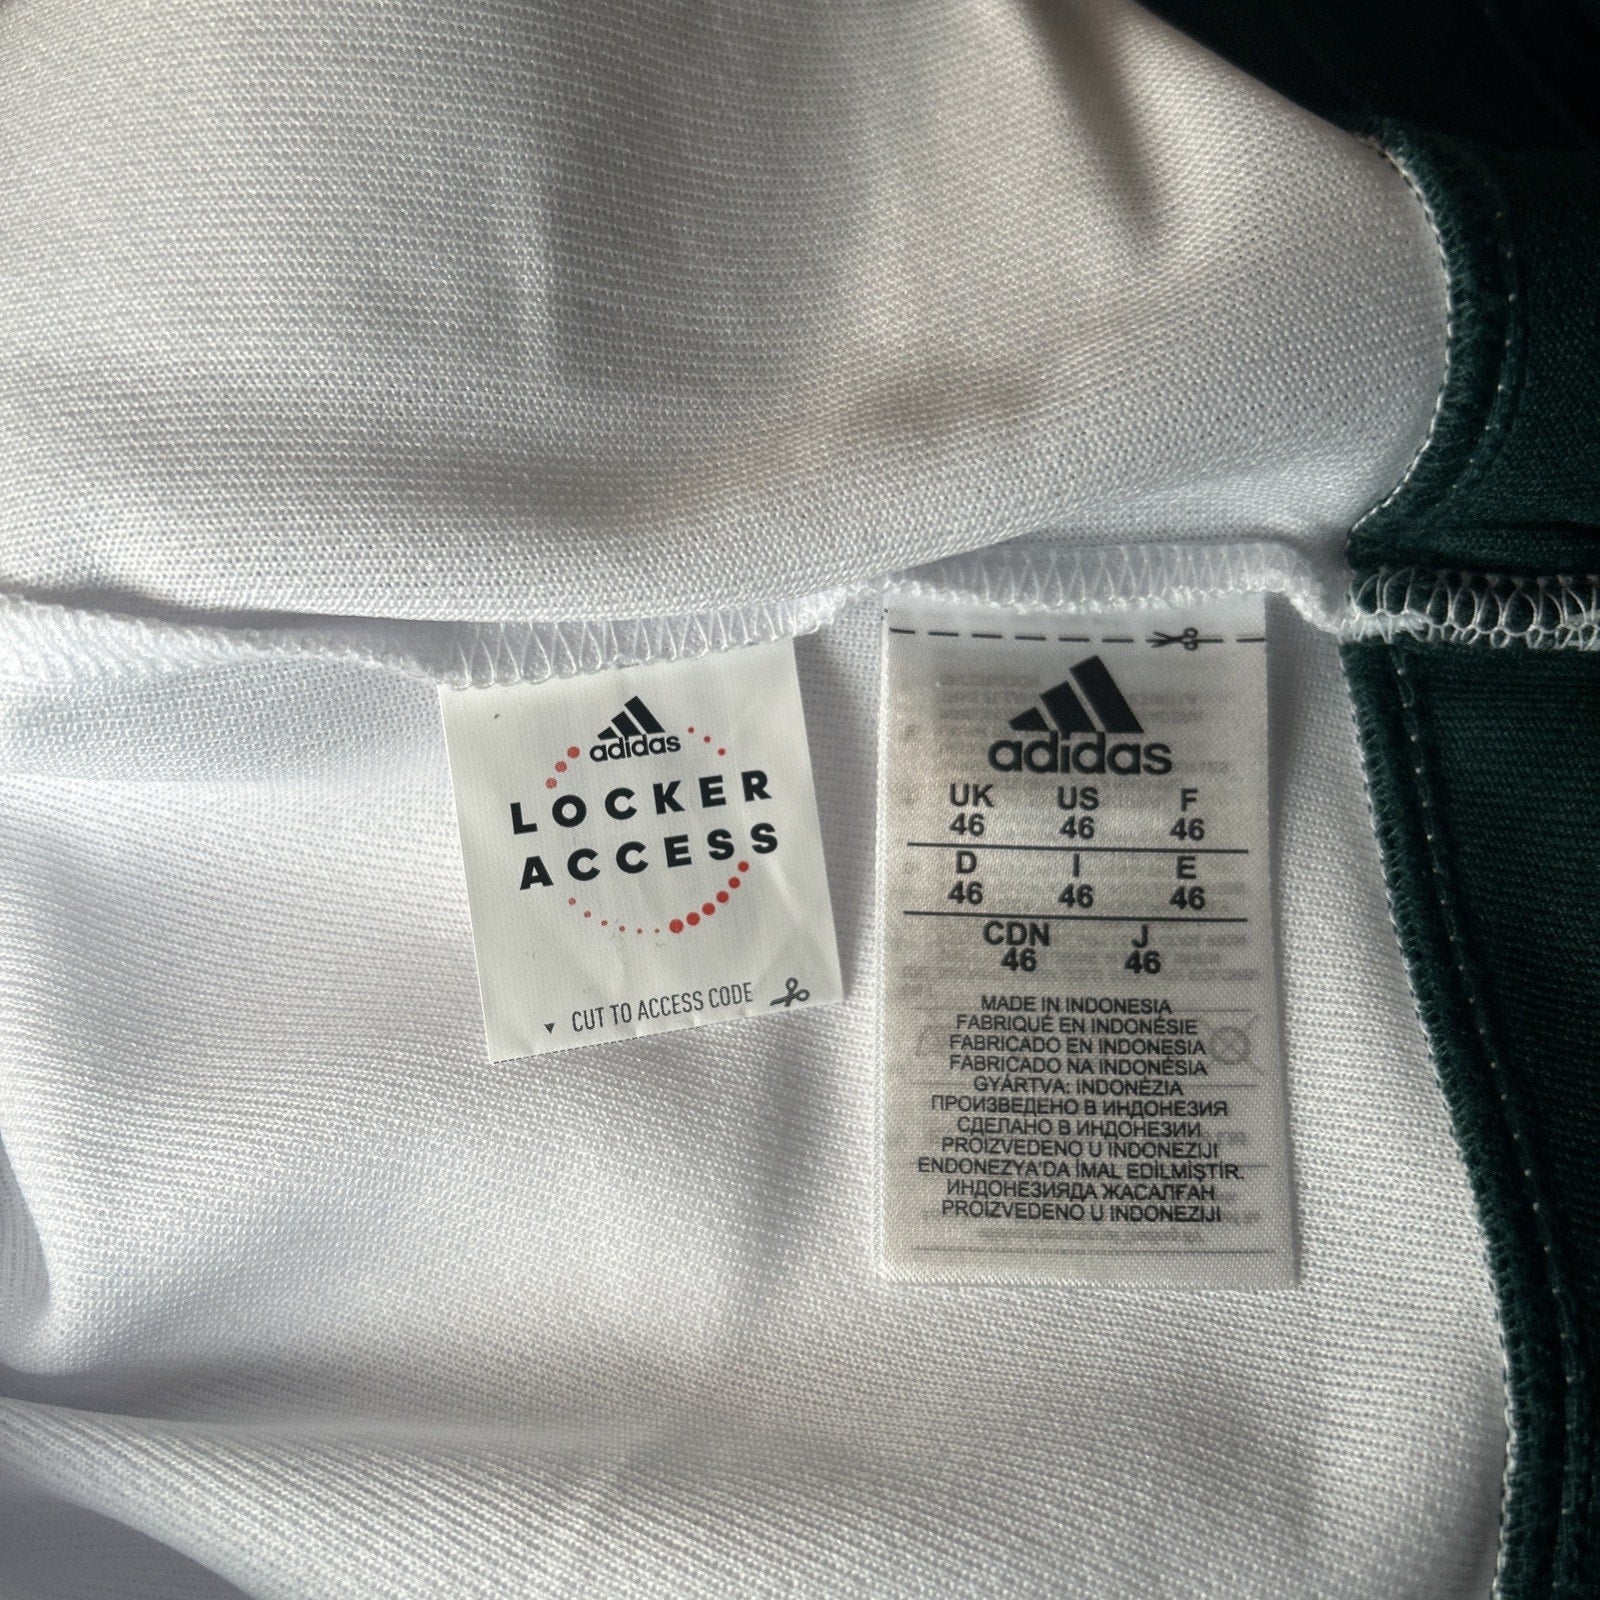 adidas
LOCKER
ACCESS
CUT TO ACCESS CODE
adidas
UK US F
46 46 46
D I E
46 46 46
CDN J
46 46
MADE IN INDONESIA
FABRIQUÉ EN INDONÉSIE
FABRICADO EN INDONESIA
FABRICADO NA INDONÉSIA
GYÁRTVA: INDONÉZIA
ПРОИЗВЕДЕНО В ИНДОНЕЗИЯ
СДЕЛАНО В ИНДОНЕЗИИ
PROIZVEDENO U INDONEZIJI
ENDONEZYA'DA İMAL EDİLMİŞTİR.
ИНДОНЕЗИЯДА ЖАСАЛҒАН
PROIZVEDENO U INDONEZIJI